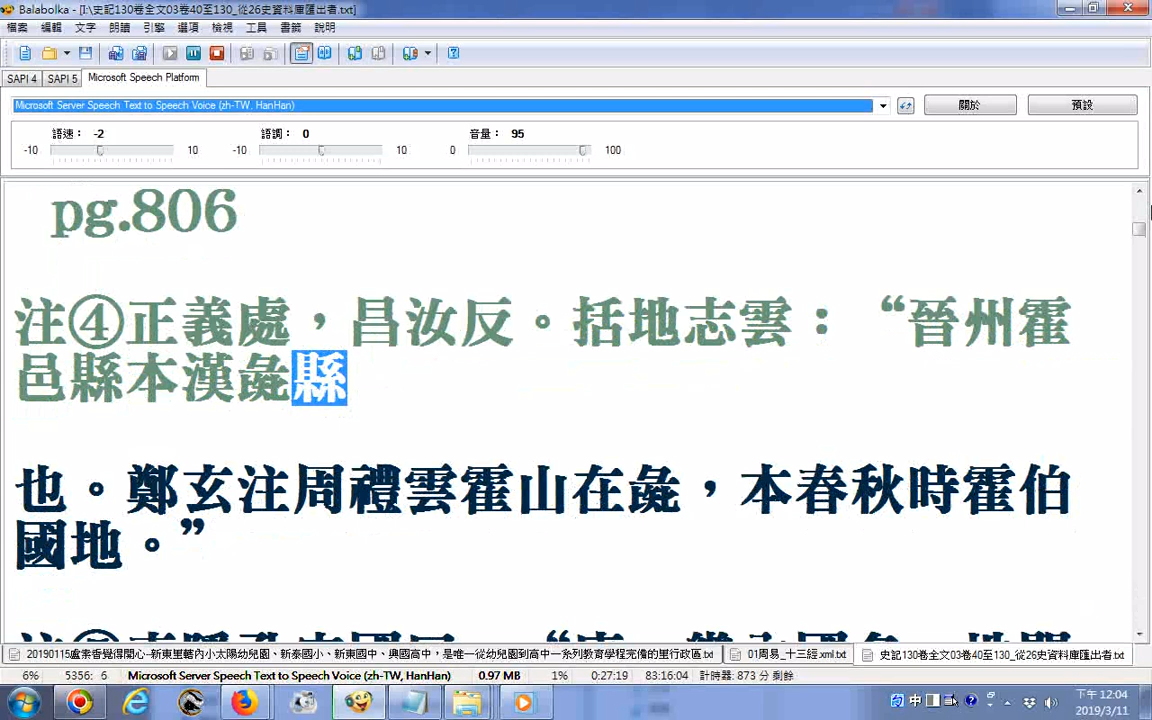 Balabolka - [I:\史記130卷全文03卷40至130_從26史資料庫匯出者.txt]
檔案 編輯 文字 朗讀 引擎 選項 檢視 工具 書籤 說明
SAPI 4 SAPI 5 Microsoft Speech Platform
Microsoft Server Speech Text to Speech Voice (zh-TW, HanHan) 關於 預設
語速： -2 語調： 0 音量： 95
-10 10 -10 10 0 100
pg.806
注④正義處，昌汝反。括地志雲：“晉州霍
邑縣本漢彘縣
也。鄭玄注周禮雲霍山在彘，本春秋時霍伯
國地。”
20190115盧素香覺得開心--新東里轄內小太陽幼兒園、新泰國小、新東國中、興國高中，是唯一從幼兒園到高中一系列教育學程完備的里行政區.txt 01周易_十三經.xml.txt 史記130卷全文03卷40至130_從26史資料庫匯出者.txt
6% 5356: 6 Microsoft Server Speech Text to Speech Voice (zh-TW, HanHan) 0.97 MB 1% 0:27:19 83:16:04 計時器: 873 分 剩餘
中 下午 12:04
2019/3/11